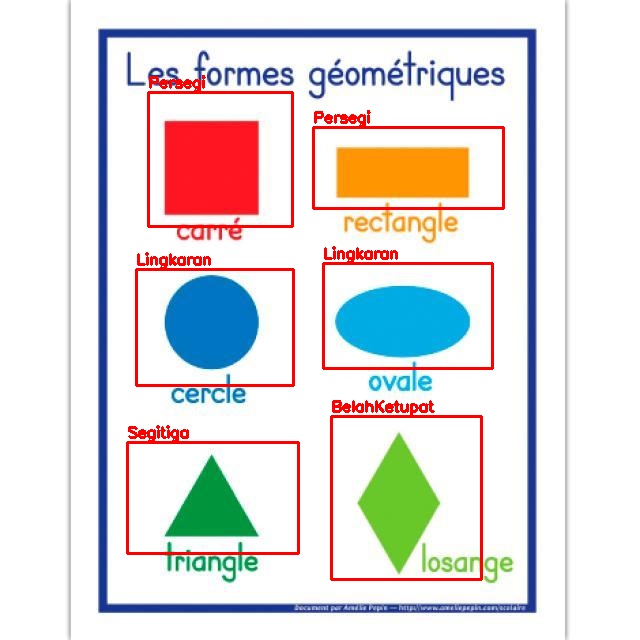 Les formes géométriques
Persegi
Persegi
carré
rectangle
Lingkaran
Lingkaran
cercle
ovale
Segitiga
BelahKetupat
triangle
losange
Document par Amélie Pepin — http://www.ameliepepin.com/scolaire